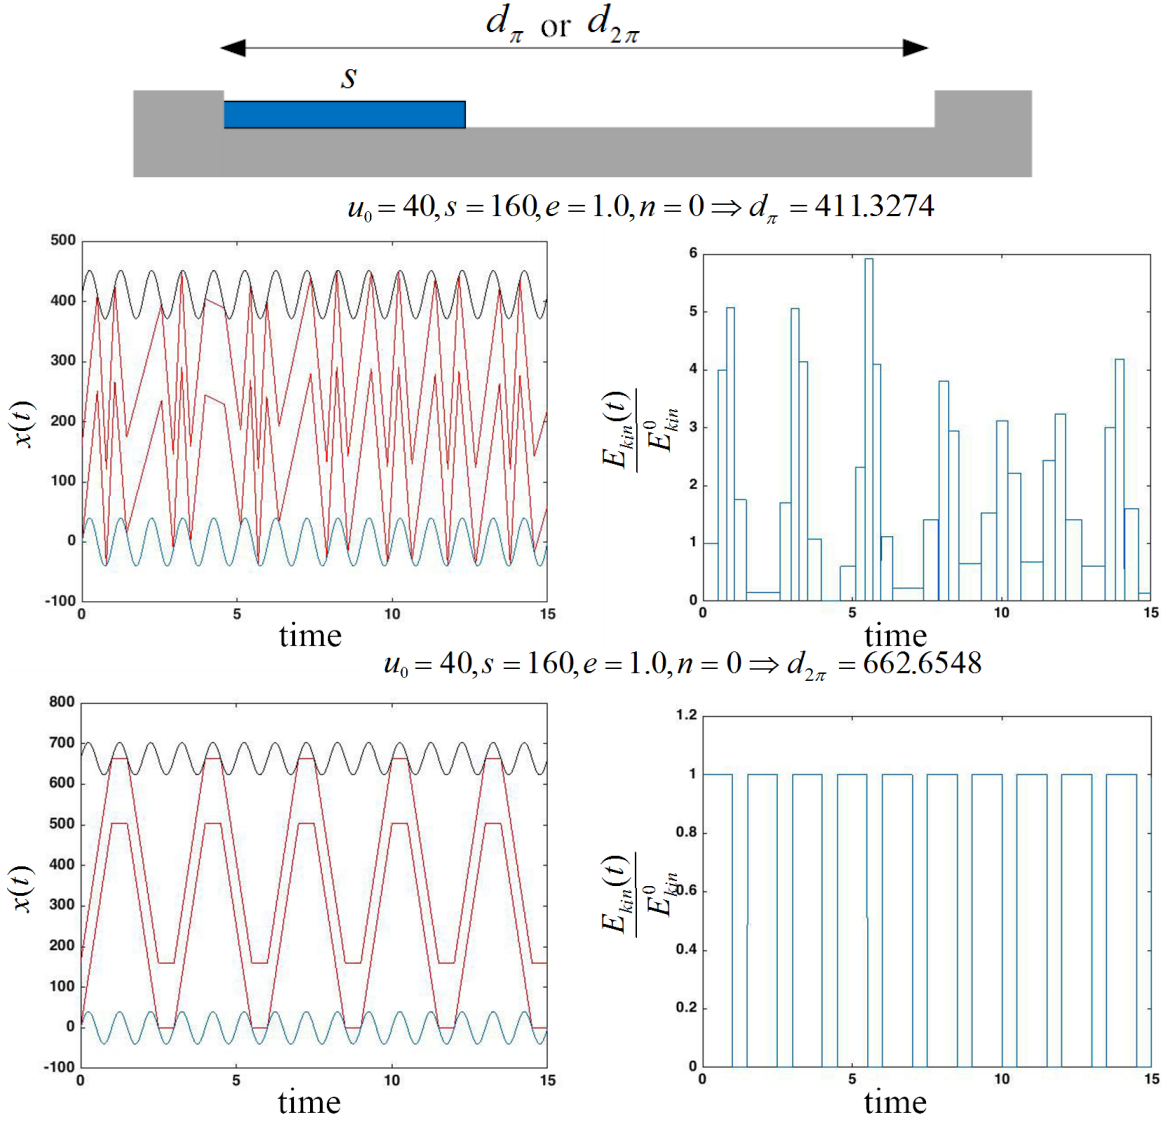 d_π or d_2π
s
u_0 = 40, s = 160, e = 1.0, n = 0 ⇒ d_π = 411.3274
500
400
300
200
100
0
-100
x(t)
0 5 10 15
time
6
5
4
3
2
1
0
E_kin(t)
E^0_kin
0 5 10 15
time
u_0 = 40, s = 160, e = 1.0, n = 0 ⇒ d_2π = 662.6548
800
700
600
500
400
300
200
100
0
-100
x(t)
0 5 10 15
time
1.2
1
0.8
0.6
0.4
0.2
0
E_kin(t)
E^0_kin
0 5 10 15
time